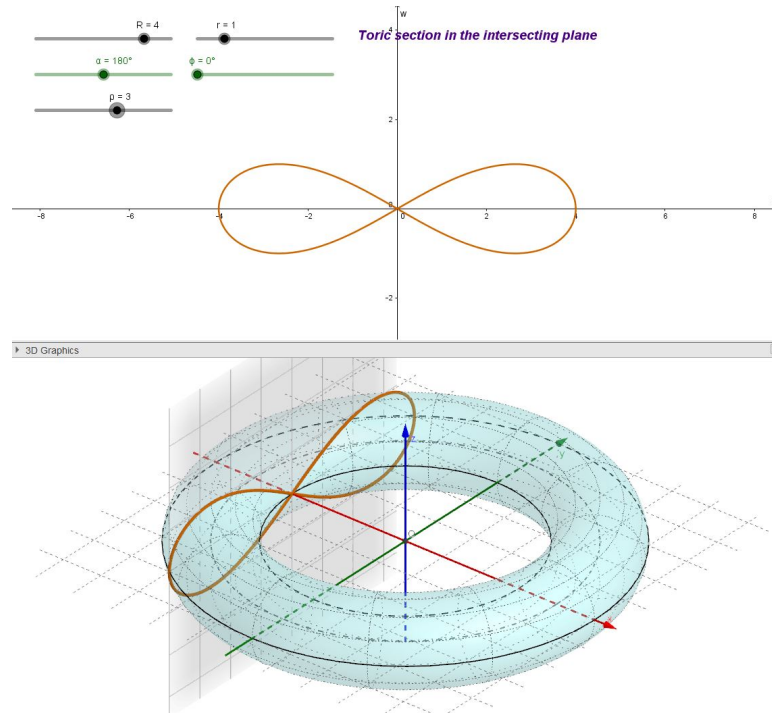 R = 4
r = 1
α = 180°
ϕ = 0°
ρ = 3
Toric section in the intersecting plane
w
4
2
0
-8
-6
-4
-2
0
2
4
6
8
-2
3D Graphics
z
y
O
x